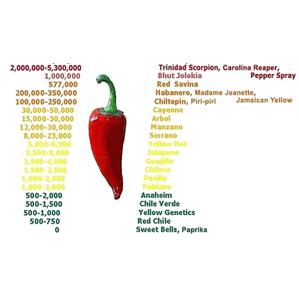 2,000,000-5,300,000 Trinidad Scorpion, Carolina Reaper,
1,000,000 Bhut Jolokia Pepper Spray
577,000 Red Savina
200,000-350,000 Habanero, Madame Jeanette,
100,000-250,000 Chiltepin, Piri-piri Jamaican Yellow
30,000-50,000 Cayenne
15,000-30,000 Arbol
12,000-30,000 Manzano
8,000-23,000 Serrano
5,000-9,000 Yellow Hot
2,500-8,000 Jalapeno
2,500-4,000 Guajilla
1,500-2,500 Chilaca
1,000-2,500 Pasilla
1,000-2,000 Poblano
500-2,000 Anaheim
500-1,500 Chile Verde
500-1,000 Yellow Genetics
500-750 Red Chile
0 Sweet Bells, Paprika